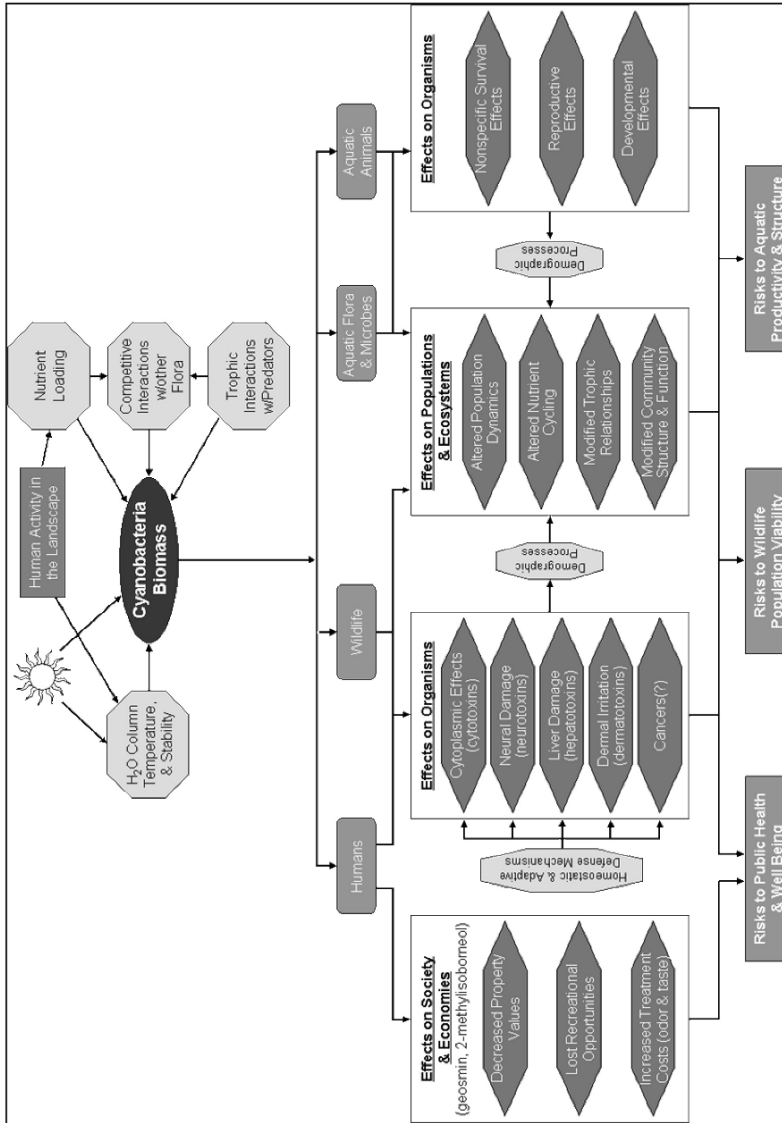 Human Activity in
the Landscape
Nutrient
Loading
H₂O Column
Temperature,
& Stability
Cyanobacteria
Biomass
Competitive
Interactions
w/other
Flora
Trophic
Interactions
w/Predators
Humans
Wildlife
Aquatic Flora
& Microbes
Aquatic
Animals
Effects on Society
& Economies
(geosmin, 2-methylisoborneol)
Decreased Property
Values
Lost Recreational
Opportunities
Increased Treatment
Costs (odor & taste)
Homeostatic & Adaptive
Defense Mechanisms
Effects on Organisms
Cytoplasmic Effects
(cytotoxins)
Neural Damage
(neurotoxins)
Liver Damage
(hepatotoxins)
Dermal Irritation
(dermatotoxins)
Cancers(?)
Demographic
Processes
Effects on Populations
& Ecosystems
Altered Population
Dynamics
Altered Nutrient
Cycling
Modified Trophic
Relationships
Modified Community
Structure & Function
Demographic
Processes
Effects on Organisms
Nonspecific Survival
Effects
Reproductive
Effects
Developmental
Effects
Risks to Public Health
& Well Being
Risks to Wildlife
Population Viability
Risks to Aquatic
Productivity & Structure